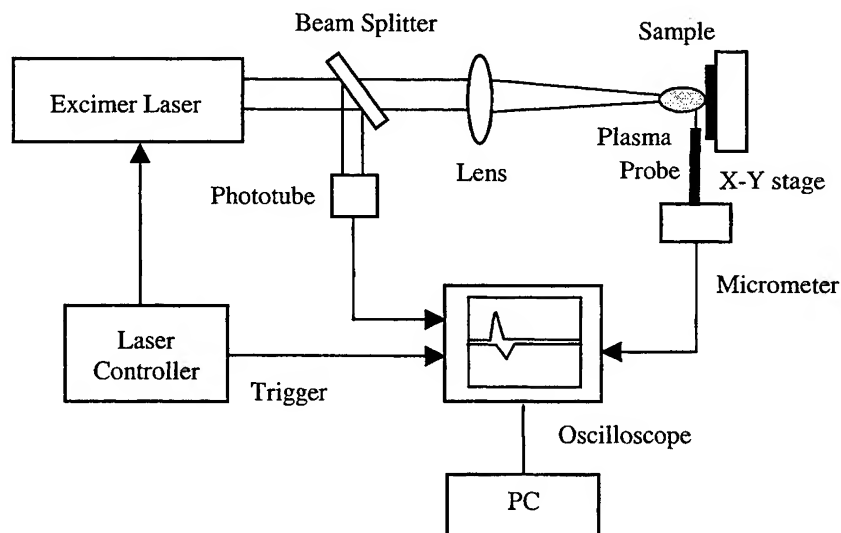 Beam Splitter
Sample
Excimer Laser
Plasma
Probe
Lens
X-Y stage
Phototube
Micrometer
Laser
Controller
Trigger
Oscilloscope
PC